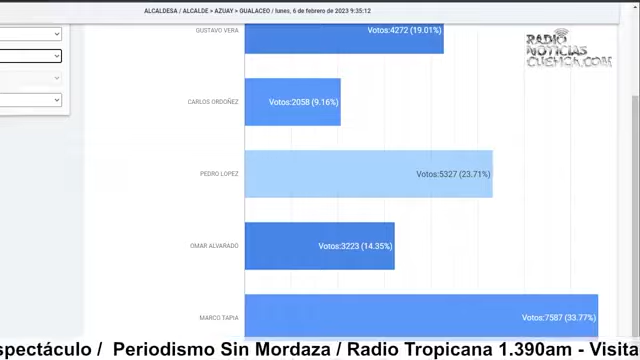 ALCALDESA / ALCALDE > AZUAY > GUALACEO / lunes, 6 de febrero de 2023 9:35:12
GUSTAVO VERA
Votos:4272 (19.01%)
RADIO
NOTICIAS
CUENCA.COM
CARLOS ORDOÑEZ
Votos:2058 (9.16%)
PEDRO LOPEZ
Votos:5327 (23.71%)
OMAR ALVARADO
Votos:3223 (14.35%)
MARCO TAPIA
Votos:7587 (33.77%)
spectáculo / Periodismo Sin Mordaza / Radio Tropicana 1.390am - Visita